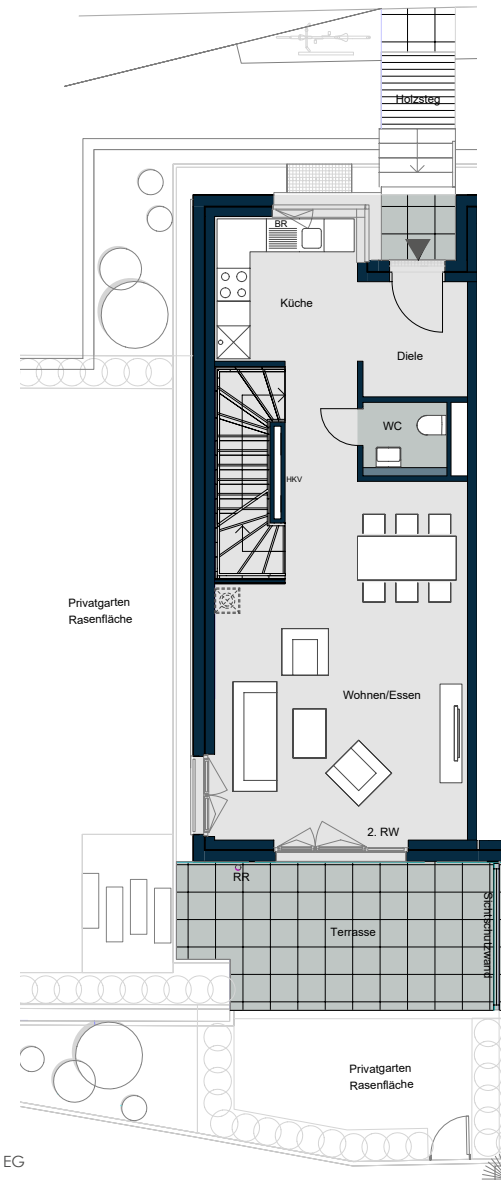 Holzsteg
BR
Küche
Diele
WC
HKV
Privatgarten
Rasenfläche
Wohnen/Essen
2. RW
RR
Terrasse
Sichtschutzwand
Privatgarten
Rasenfläche
EG